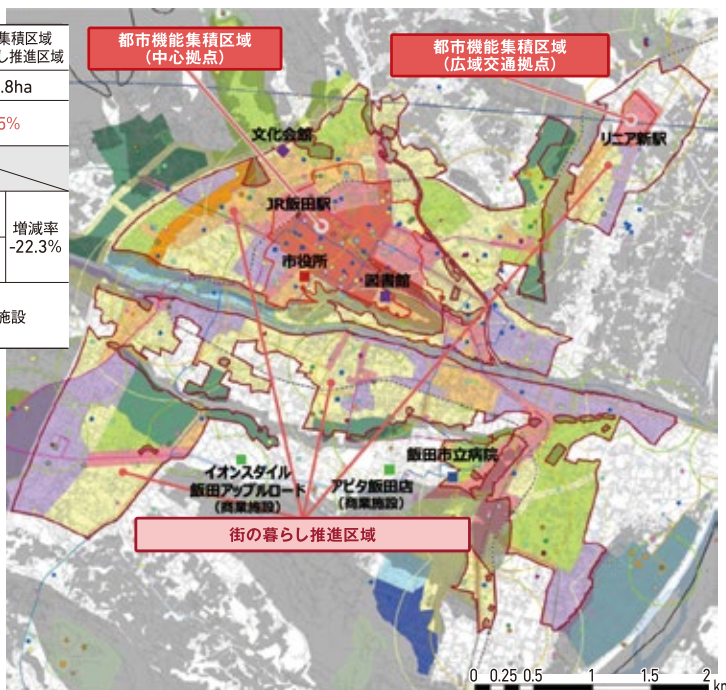 集積区域
し推進区域
.8ha
5%
増減率
-22.3%
施設
都市機能集積区域
（中心拠点）
都市機能集積区域
（広域交通拠点）
文化会館
リニア新駅
JR飯田駅
市役所
図書館
飯田市立病院
イオンスタイル
飯田アップルロード
（商業施設）
アピタ飯田店
（商業施設）
街の暮らし推進区域
0 0.25 0.5 1 1.5 2
km